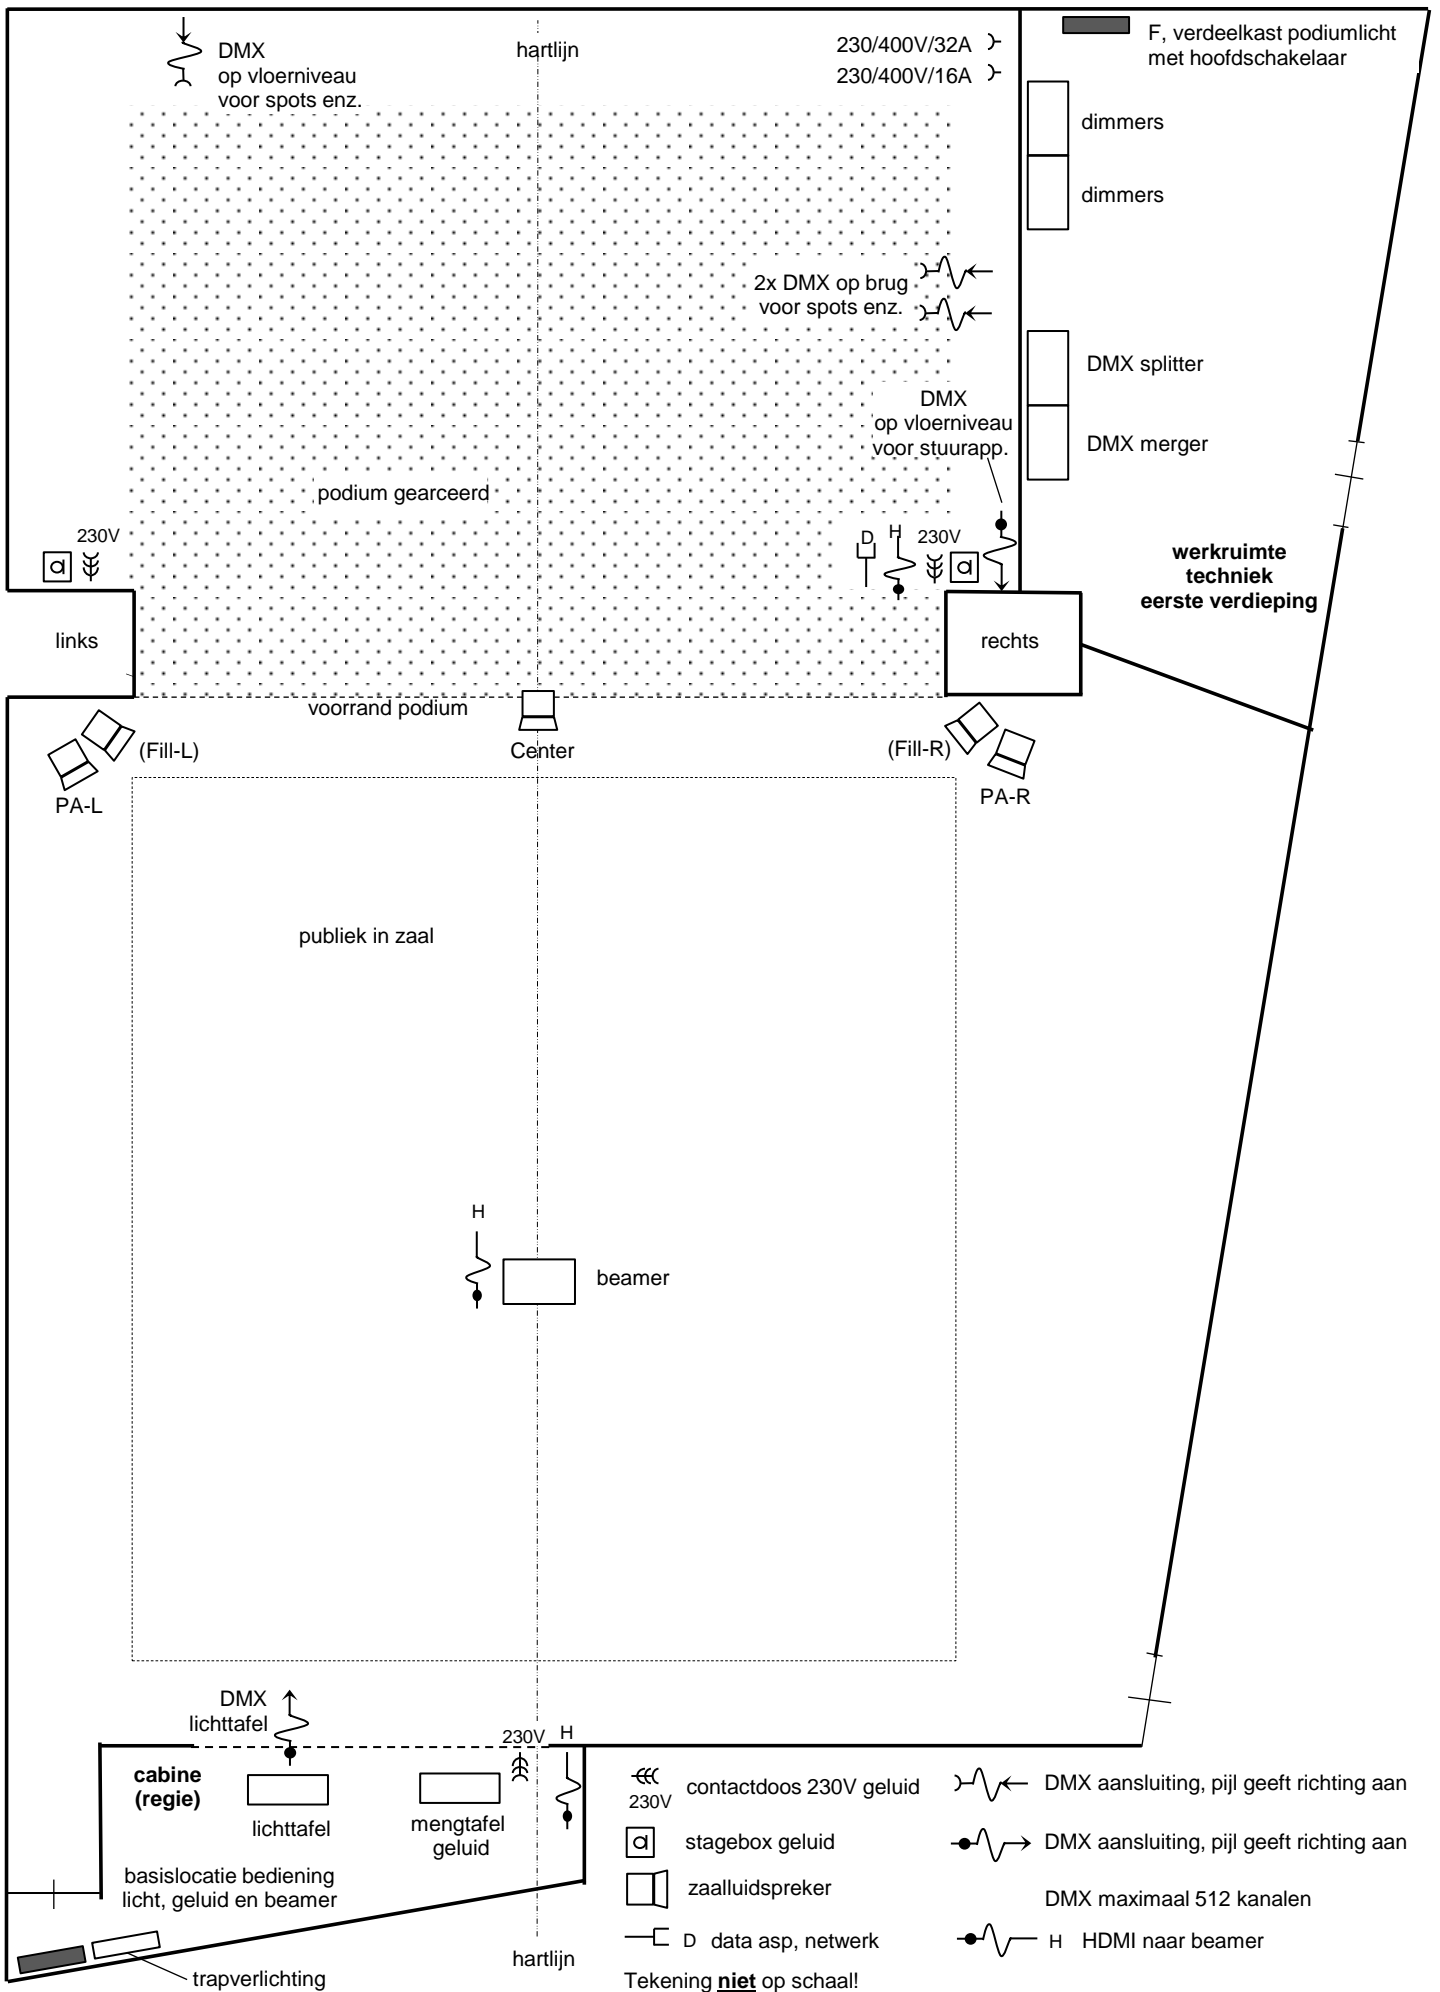 DMX
op vloerniveau
voor spots enz.
hartlijn
230/400V/32A
230/400V/16A
F, verdeelkast podiumlicht
met hoofdschakelaar
dimmers
dimmers
2x DMX op brug
voor spots enz.
DMX splitter
DMX merger
DMX
op vloerniveau
voor stuurapp.
podium gearceerd
230V
a
D
H
230V
a
werkruimte
techniek
eerste verdieping
links
rechts
voorrand podium
(Fill-L)
Center
(Fill-R)
PA-L
PA-R
publiek in zaal
H
beamer
DMX
lichttafel
230V
H
cabine
(regie)
lichttafel
mengtafel
geluid
basislocatie bediening
licht, geluid en beamer
trapverlichting
hartlijn
230V
contactdoos 230V geluid
a
stagebox geluid
zaalluidspreker
D data asp, netwerk
Tekening niet op schaal!
DMX aansluiting, pijl geeft richting aan
DMX aansluiting, pijl geeft richting aan
DMX maximaal 512 kanalen
H HDMI naar beamer